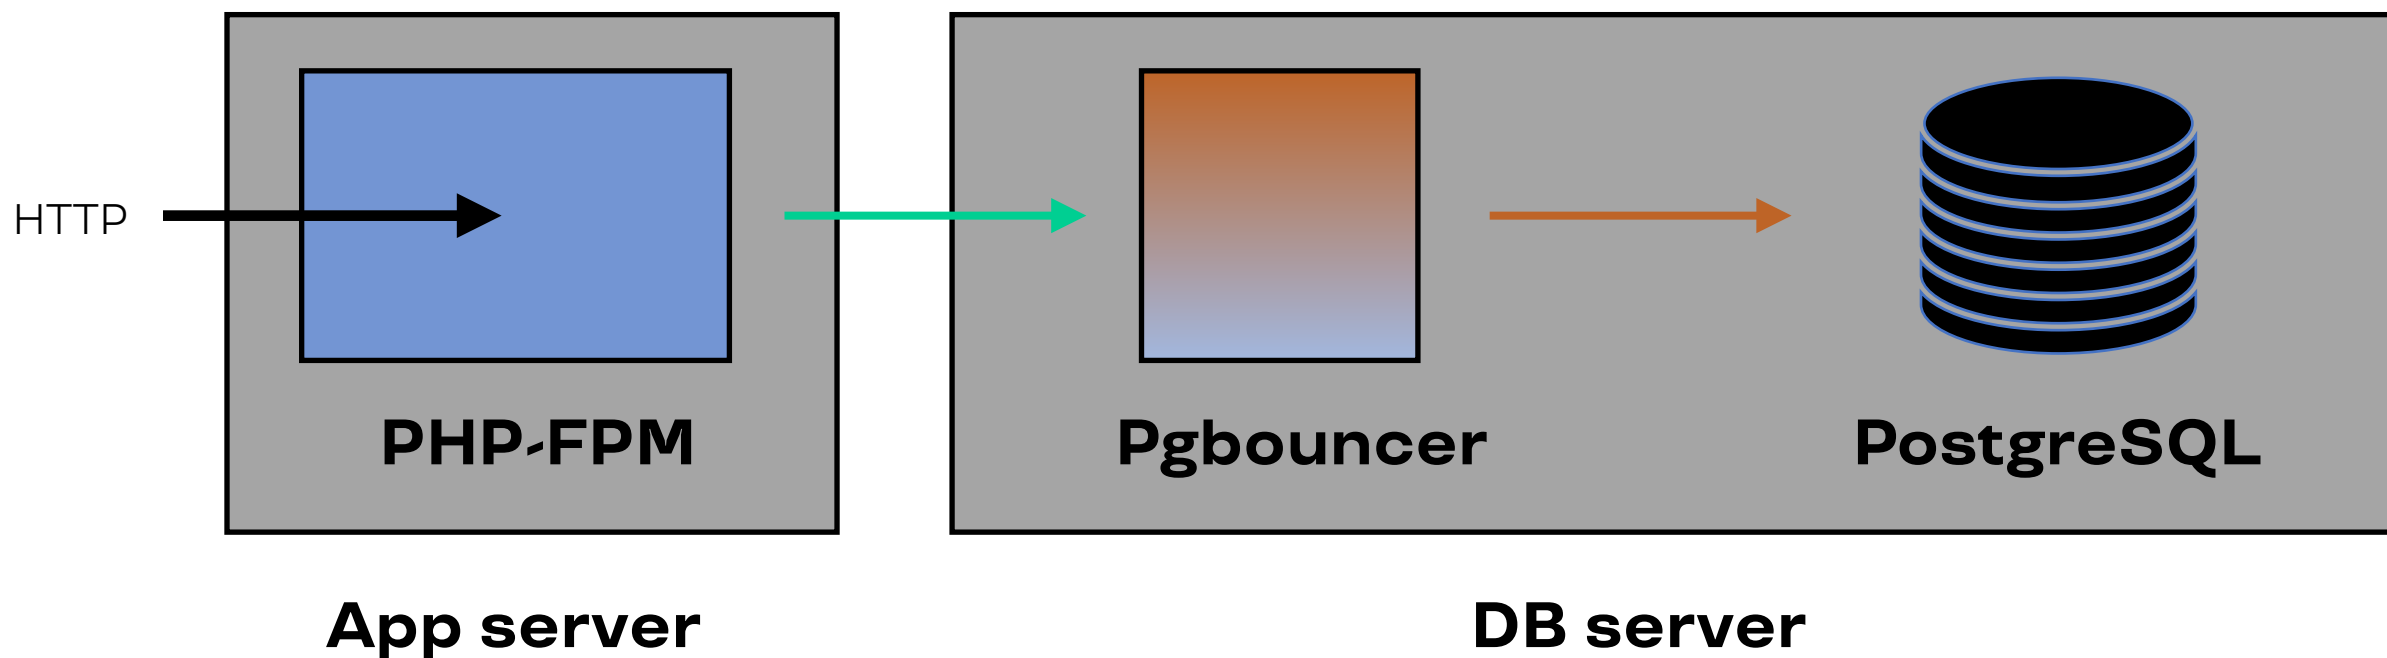 HTTP
PHP-FPM
Pgbouncer
PostgreSQL
App server
DB server